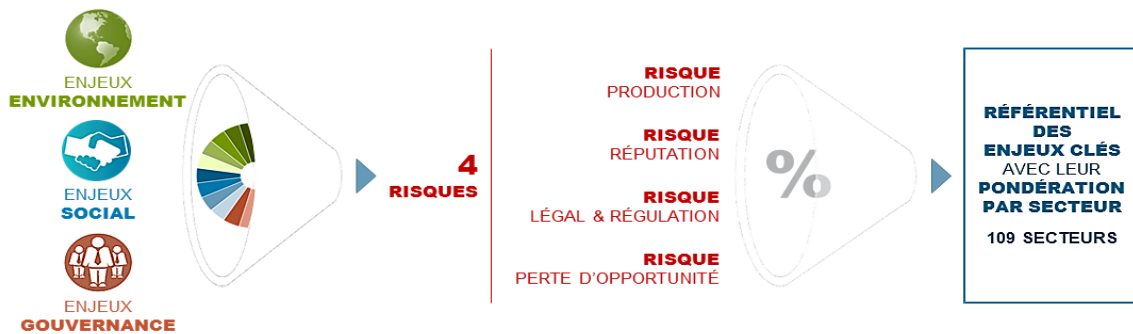 ENJEUX
ENVIRONNEMENT
ENJEUX
SOCIAL
ENJEUX
GOUVERNANCE
4
RISQUES
RISQUE
PRODUCTION
RISQUE
RÉPUTATION
RISQUE
LÉGAL & RÉGULATION
RISQUE
PERTE D'OPPORTUNITÉ
%
RÉFÉRENTIEL
DES
ENJEUX CLÉS
AVEC LEUR
PONDÉRATION
PAR SECTEUR
109 SECTEURS